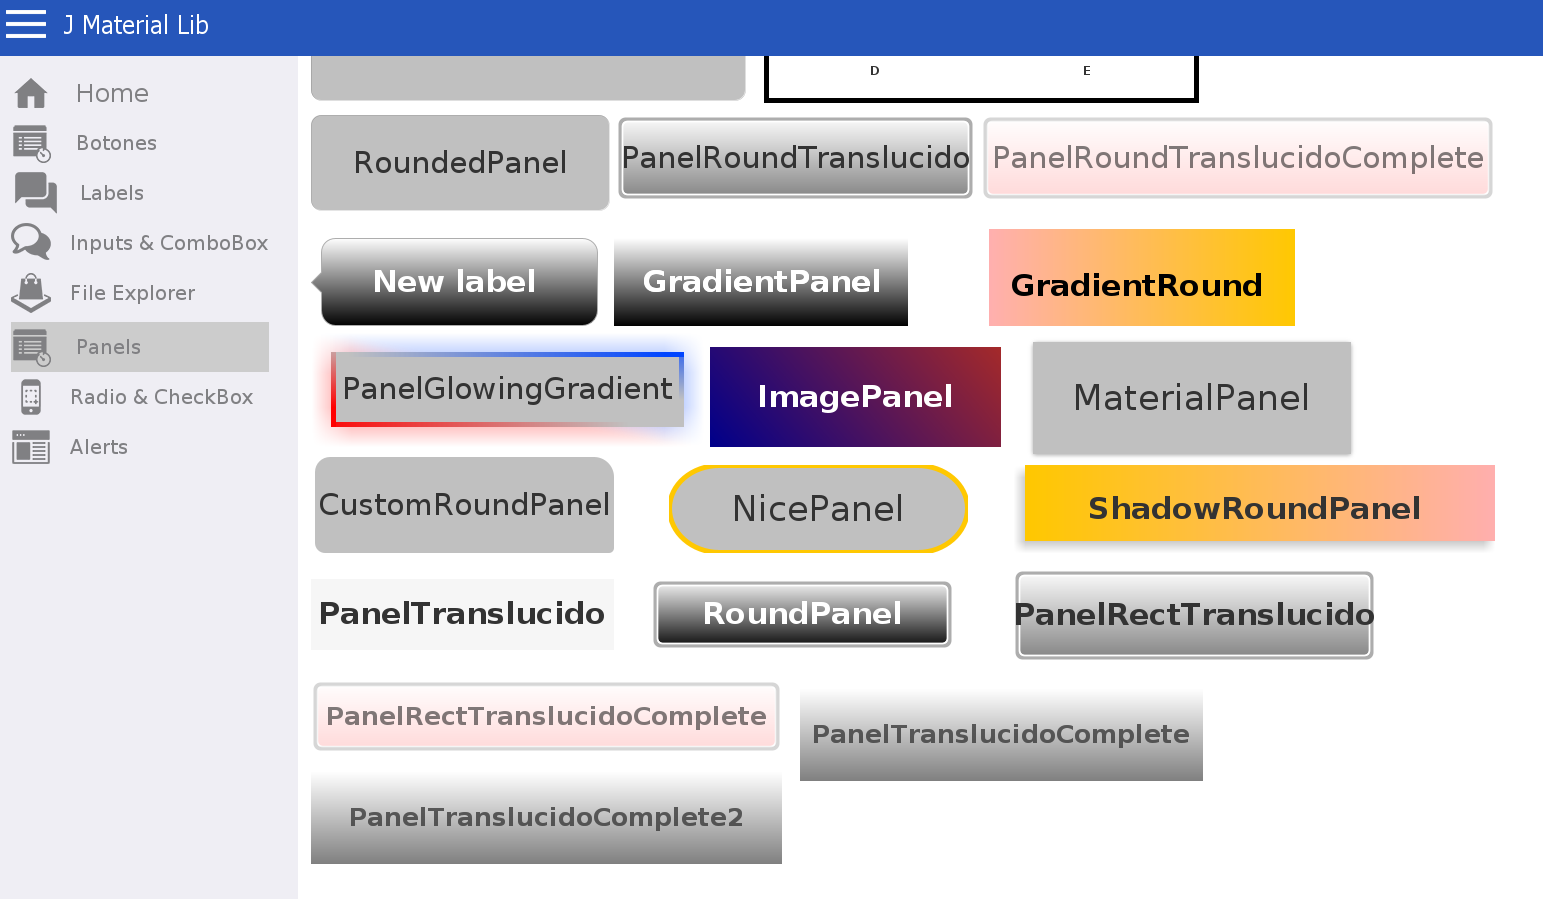 J Material Lib
Home
Botones
Labels
Inputs & ComboBox
File Explorer
Panels
Radio & CheckBox
Alerts
D E
RoundedPanel PanelRoundTranslucido PanelRoundTranslucidoComplete
New label GradientPanel GradientRound
PanelGlowingGradient ImagePanel MaterialPanel
CustomRoundPanel NicePanel ShadowRoundPanel
PanelTranslucido RoundPanel PanelRectTranslucido
PanelRectTranslucidoComplete PanelTranslucidoComplete
PanelTranslucidoComplete2